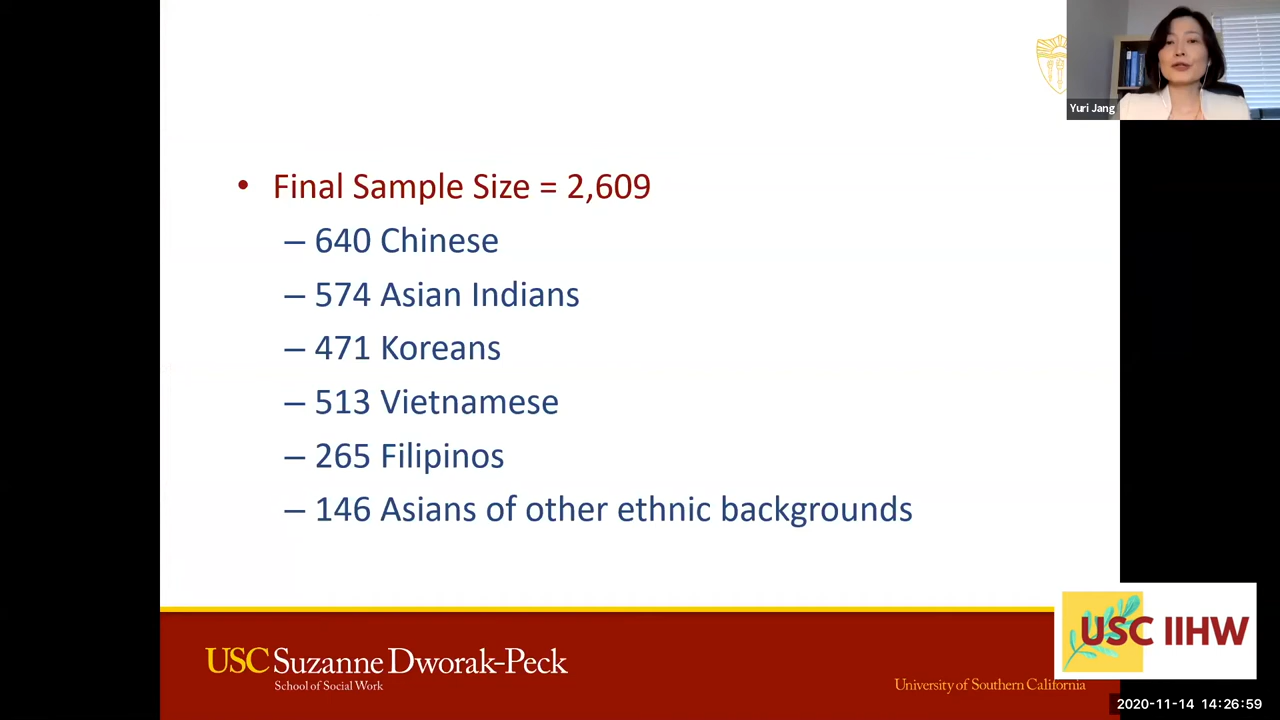 Yuri Jang
• Final Sample Size = 2,609
– 640 Chinese
– 574 Asian Indians
– 471 Koreans
– 513 Vietnamese
– 265 Filipinos
– 146 Asians of other ethnic backgrounds
USC Suzanne Dworak-Peck
School of Social Work
University of Southern California
USC IIHW
2020-11-14 14:26:59